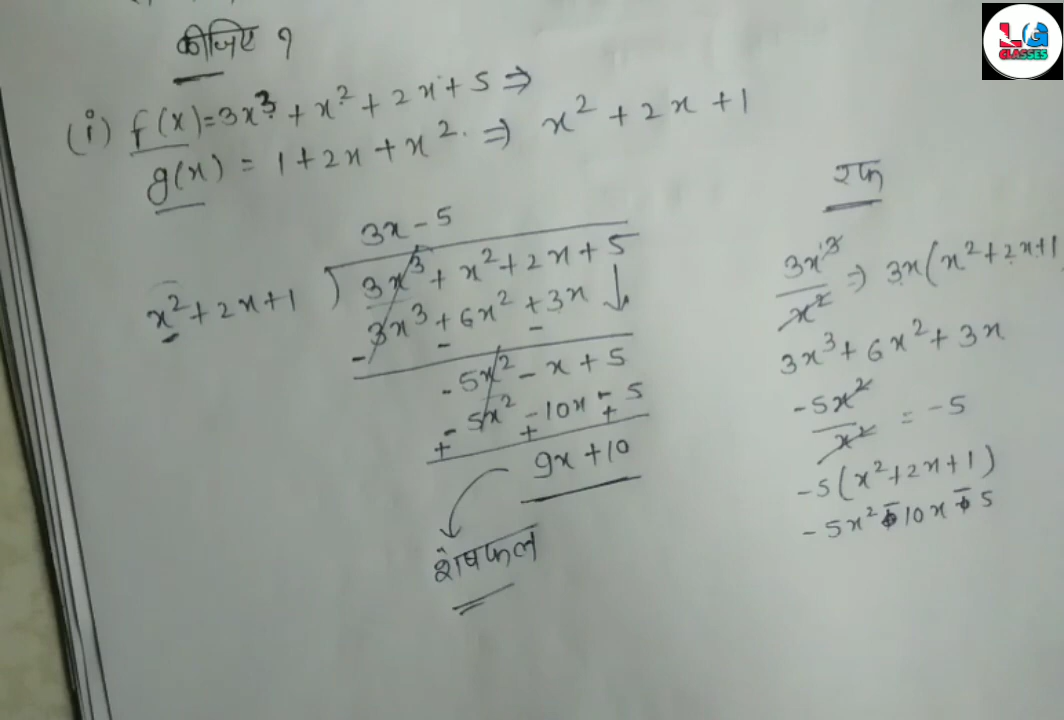 कीजिए ?
(i) f(x)=3x³ + x² + 2x + 5 ⇒
g(x) = 1 + 2x + x² ⇒ x² + 2x + 1
3x - 5
x² + 2x + 1 ) 3x³ + x² + 2x + 5
- 3x³ + 6x² + 3x ↓
- -
- 5x² - x + 5
- 5x² - 10x - 5
+ + +
9x + 10
शेषफल
रफ
3x³/x² ⇒ 3x(x² + 2x + 1
3x³ + 6x² + 3x
-5x²/x² = -5
-5(x² + 2x + 1)
-5x² - 10x - 5
LG
CLASSES